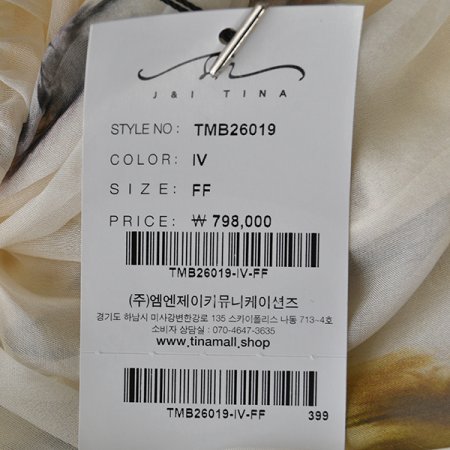 J & I TINA
STYLE NO : TMB26019
COLOR: IV
SIZE: FF
PRICE: ₩ 798,000
TMB26019-IV-FF
(주)엠엔제이키뮤니케이션즈
경기도 하남시 미사강변한강로 135 스카이폴리스 나동 713~4호
소비자 상담실 : 070-4647-3635
www.tinamall.shop
TMB26019-IV-FF
399